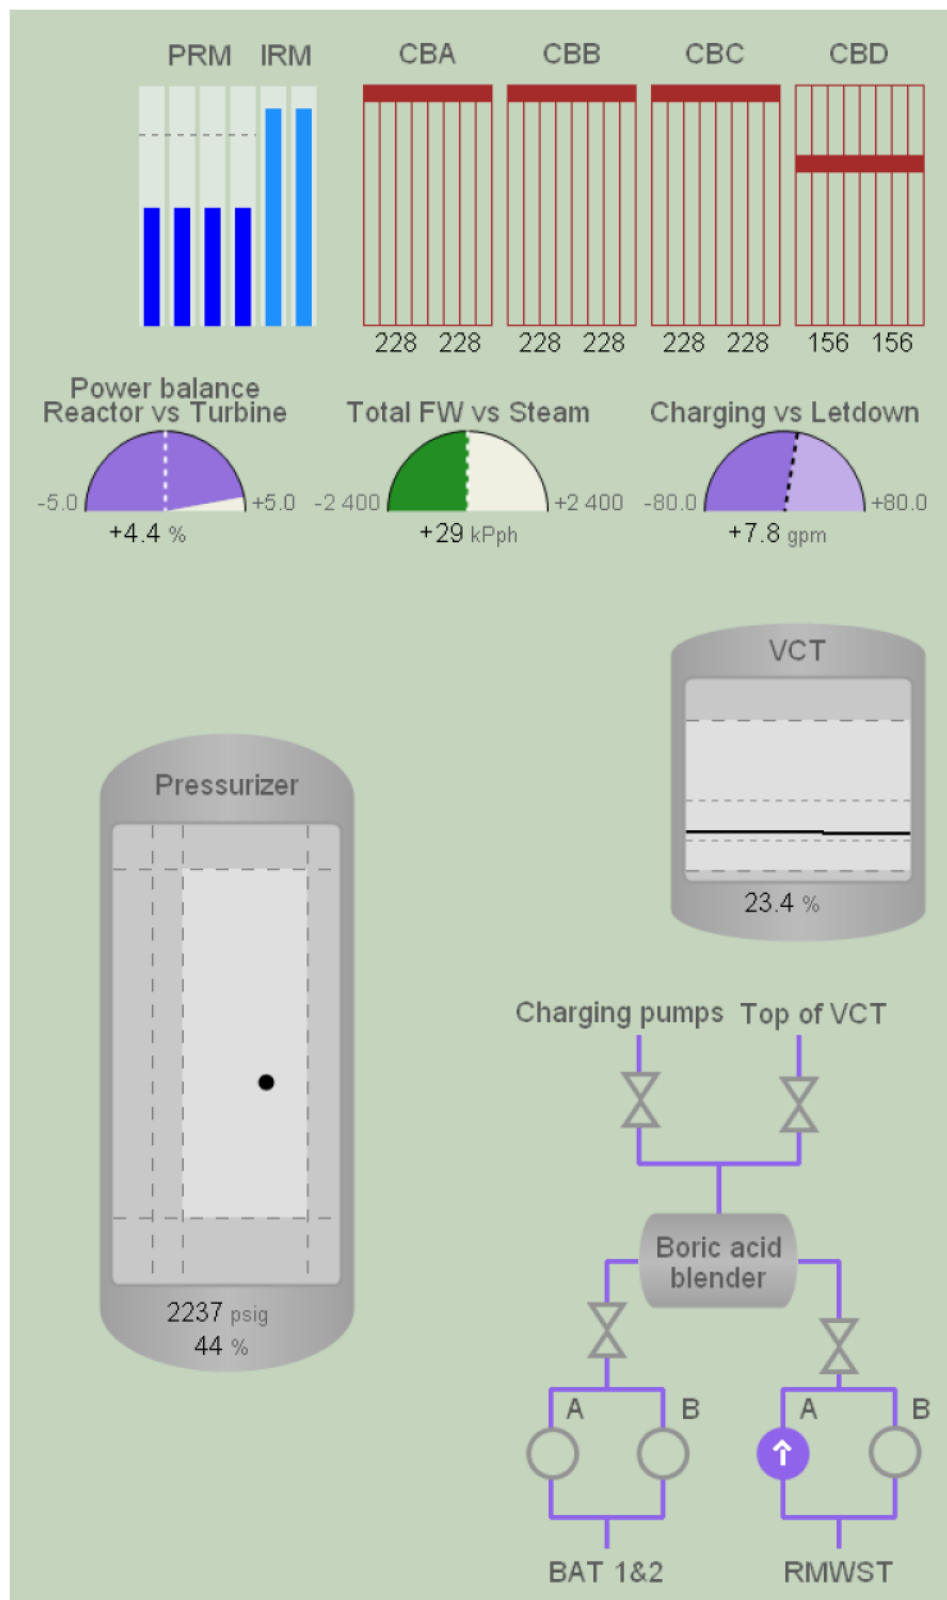 PRM IRM CBA CBB CBC CBD
228 228 228 228 228 228 156 156
Power balance
Reactor vs Turbine Total FW vs Steam Charging vs Letdown
-5.0 +5.0 -2 400 +2 400 -80.0 +80.0
+4.4 % +29 kPph +7.8 gpm
VCT
23.4 %
Pressurizer
2237 psig
44 %
Charging pumps Top of VCT
Boric acid
blender
A B A B
BAT 1&2 RMWST